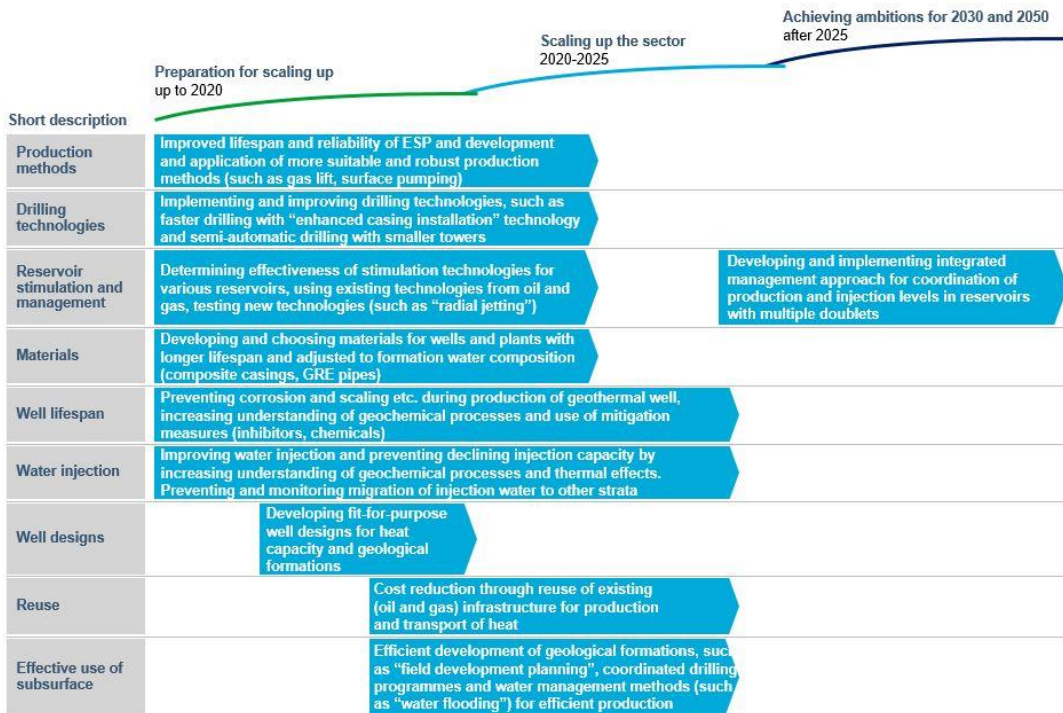 Achieving ambitions for 2030 and 2050
after 2025
Scaling up the sector
2020-2025
Preparation for scaling up
up to 2020
Short description
Production
methods
Improved lifespan and reliability of ESP and development
and application of more suitable and robust production
methods (such as gas lift, surface pumping)
Drilling
technologies
Implementing and improving drilling technologies, such as
faster drilling with “enhanced casing installation” technology
and semi-automatic drilling with smaller towers
Reservoir
stimulation and
management
Determining effectiveness of stimulation technologies for
various reservoirs, using existing technologies from oil and
gas, testing new technologies (such as “radial jetting”)
Developing and implementing integrated
management approach for coordination of
production and injection levels in reservoirs
with multiple doublets
Materials
Developing and choosing materials for wells and plants with
longer lifespan and adjusted to formation water composition
(composite casings, GRE pipes)
Well lifespan
Preventing corrosion and scaling etc. during production of geothermal well,
increasing understanding of geochemical processes and use of mitigation
measures (inhibitors, chemicals)
Water injection
Improving water injection and preventing declining injection capacity by
increasing understanding of geochemical processes and thermal effects.
Preventing and monitoring migration of injection water to other strata
Well designs
Developing fit-for-purpose
well designs for heat
capacity and geological
formations
Reuse
Cost reduction through reuse of existing
(oil and gas) infrastructure for production
and transport of heat
Effective use of
subsurface
Efficient development of geological formations, such
as “field development planning”, coordinated drilling
programmes and water management methods (such
as “water flooding”) for efficient production